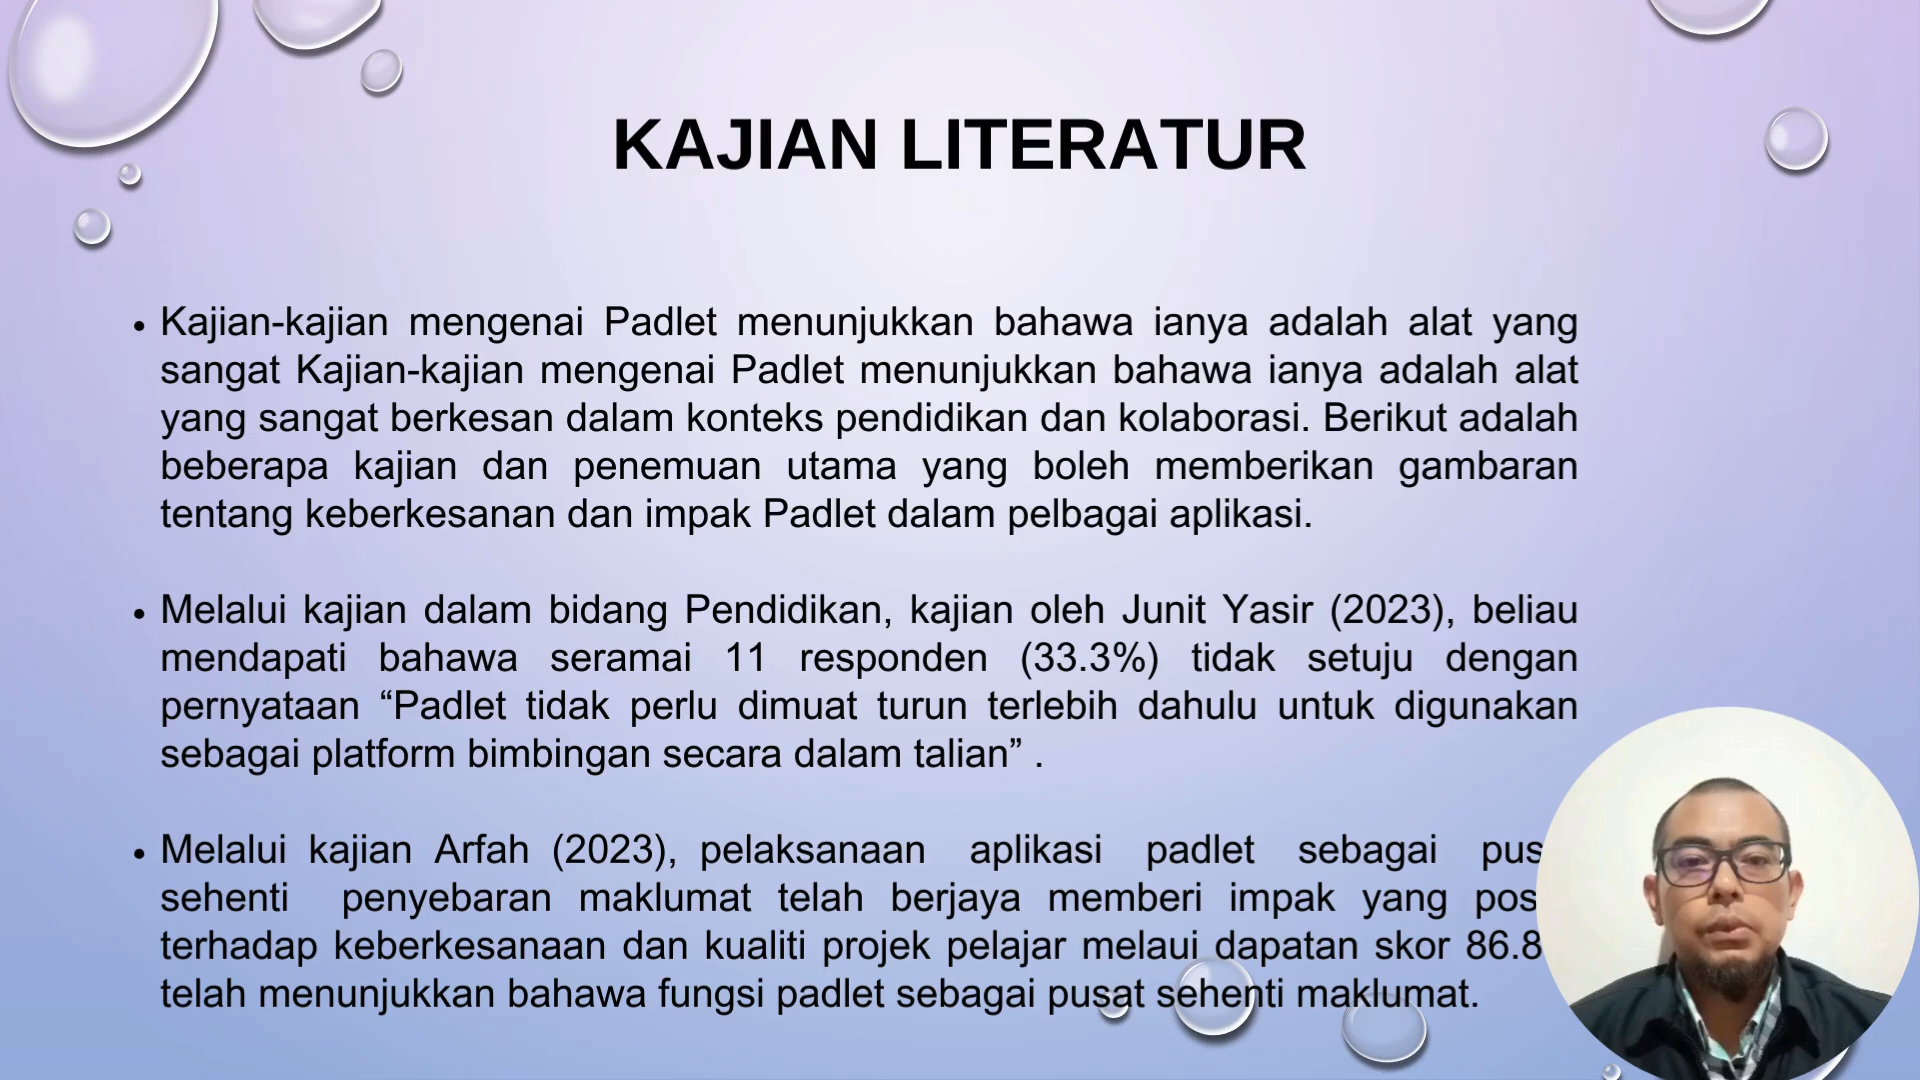 KAJIAN LITERATUR
• Kajian-kajian mengenai Padlet menunjukkan bahawa ianya adalah alat yang
sangat Kajian-kajian mengenai Padlet menunjukkan bahawa ianya adalah alat
yang sangat berkesan dalam konteks pendidikan dan kolaborasi. Berikut adalah
beberapa kajian dan penemuan utama yang boleh memberikan gambaran
tentang keberkesanan dan impak Padlet dalam pelbagai aplikasi.
• Melalui kajian dalam bidang Pendidikan, kajian oleh Junit Yasir (2023), beliau
mendapati bahawa seramai 11 responden (33.3%) tidak setuju dengan
pernyataan “Padlet tidak perlu dimuat turun terlebih dahulu untuk digunakan
sebagai platform bimbingan secara dalam talian” .
• Melalui kajian Arfah (2023), pelaksanaan aplikasi padlet sebagai
sehenti penyebaran maklumat telah berjaya memberi impak yang
terhadap keberkesanaan dan kualiti projek pelajar melaui dapatan skor
telah menunjukkan bahawa fungsi padlet sebagai pusat sehenti maklumat.